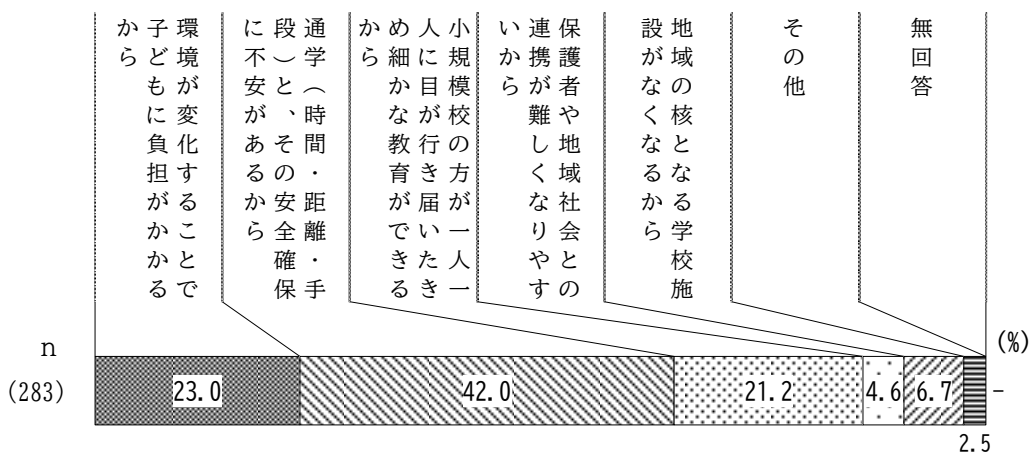 環境が変化することで
子どもに負担がかかる
から
通学(時間・距離・手
段)と、その安全確保
に不安があるから
小規模校の方が一人一
人に目が行き届いたき
め細かな教育ができる
から
保護者や地域社会との
連携が難しくなりやす
いから
地域の核となる学校施
設がなくなるから
その他
無回答
(%)
n
(283)
23.0
42.0
21.2
4.6
6.7
-
2.5